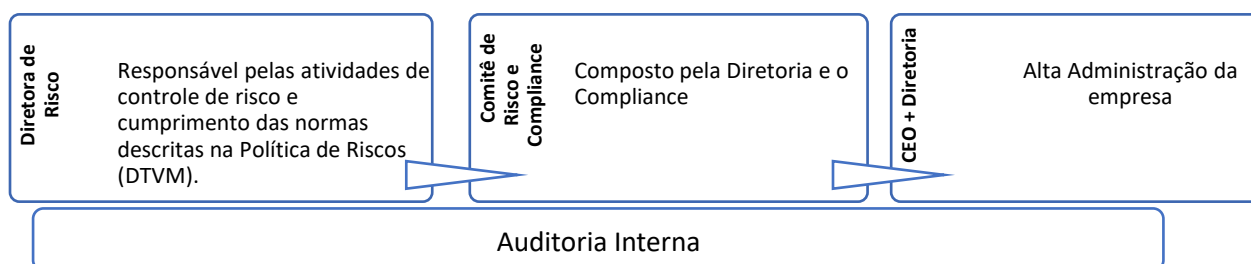 Diretora de
Risco
Responsável pelas atividades de
controle de risco e
cumprimento das normas
descritas na Política de Riscos
(DTVM).
Comitê de
Risco e
Compliance
Composto pela Diretoria e o
Compliance
CEO + Diretoria
Alta Administração da
empresa
Auditoria Interna